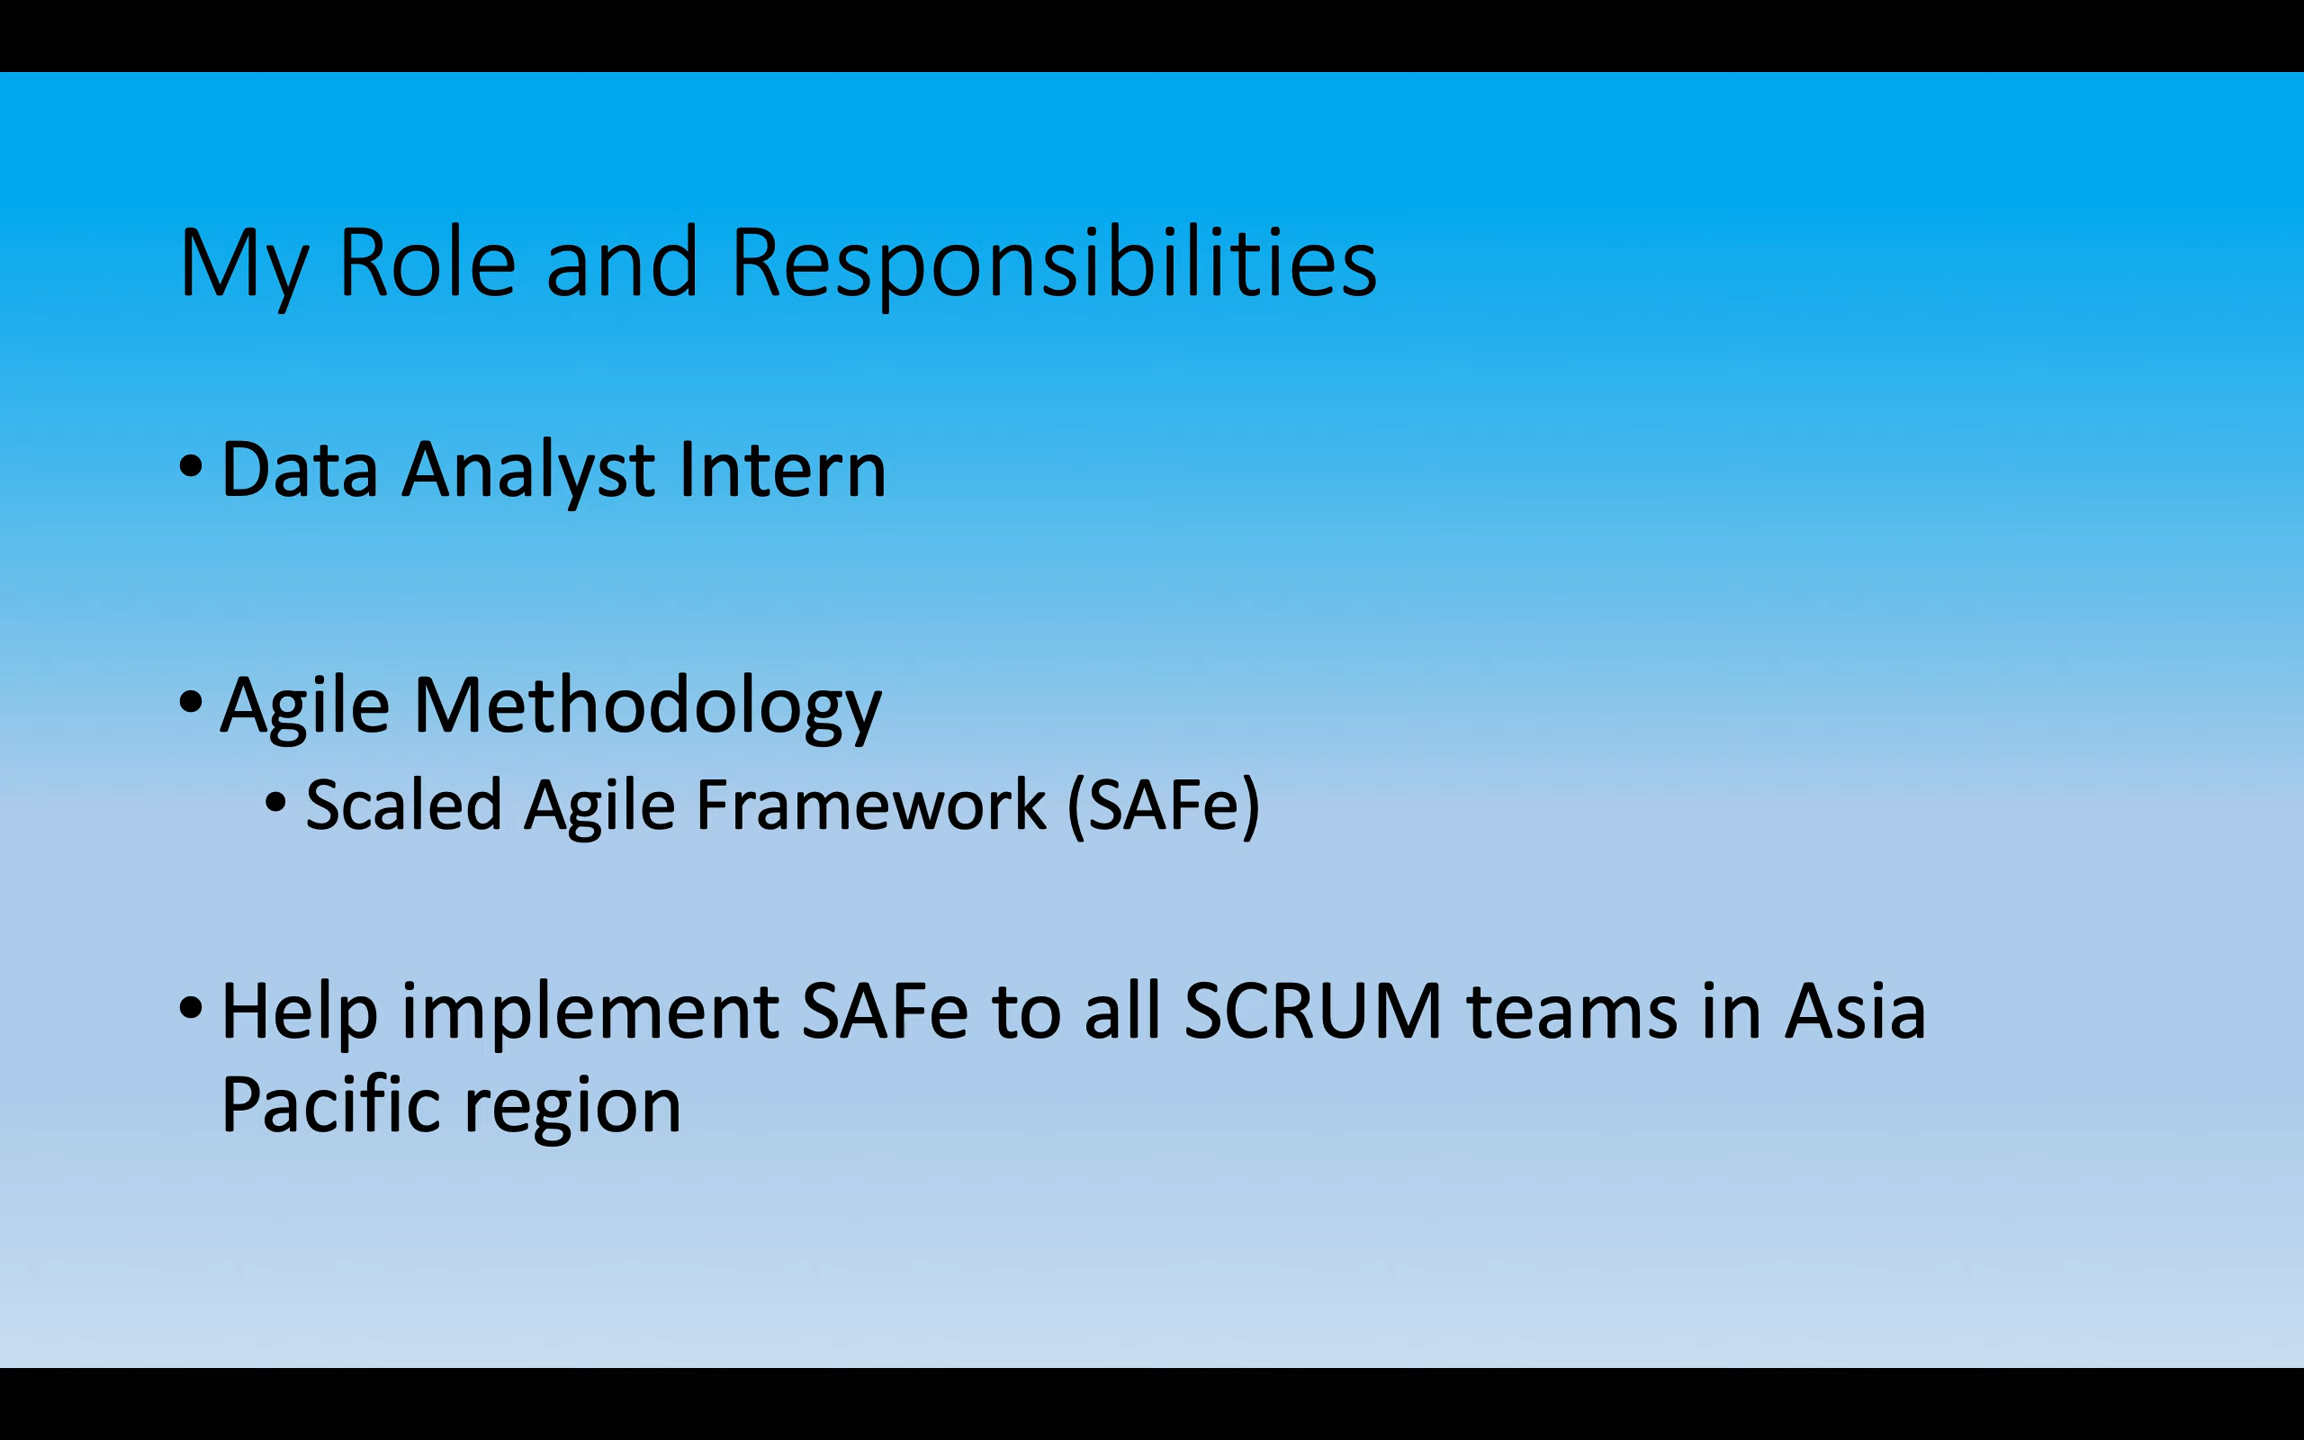 My Role and Responsibilities
• Data Analyst Intern
• Agile Methodology
• Scaled Agile Framework (SAFe)
• Help implement SAFe to all SCRUM teams in Asia
Pacific region